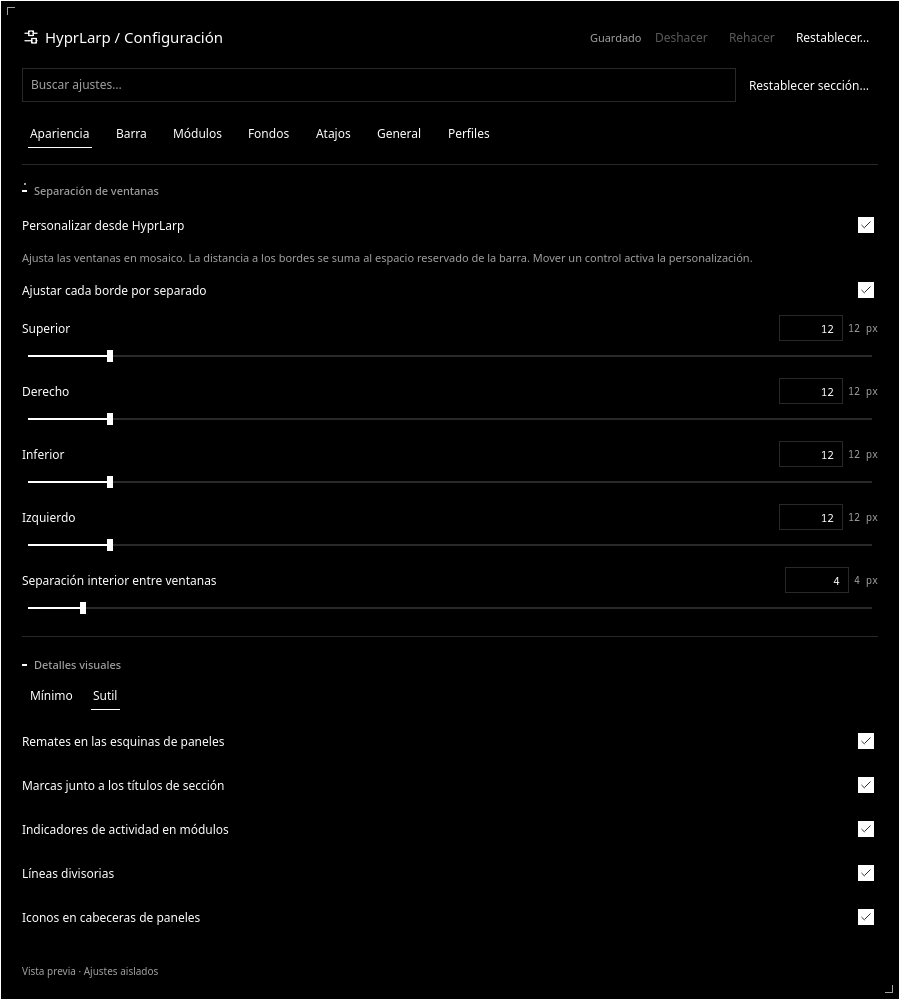 HyprLarp / Configuración
Guardado Deshacer Rehacer Restablecer...
Buscar ajustes... Restablecer sección...
Apariencia Barra Módulos Fondos Atajos General Perfiles
Separación de ventanas
Personalizar desde HyprLarp
Ajusta las ventanas en mosaico. La distancia a los bordes se suma al espacio reservado de la barra. Mover un control activa la personalización.
Ajustar cada borde por separado
Superior 12 12 px
Derecho 12 12 px
Inferior 12 12 px
Izquierdo 12 12 px
Separación interior entre ventanas 4 4 px
Detalles visuales
Mínimo Sutil
Remates en las esquinas de paneles
Marcas junto a los títulos de sección
Indicadores de actividad en módulos
Líneas divisorias
Iconos en cabeceras de paneles
Vista previa · Ajustes aislados